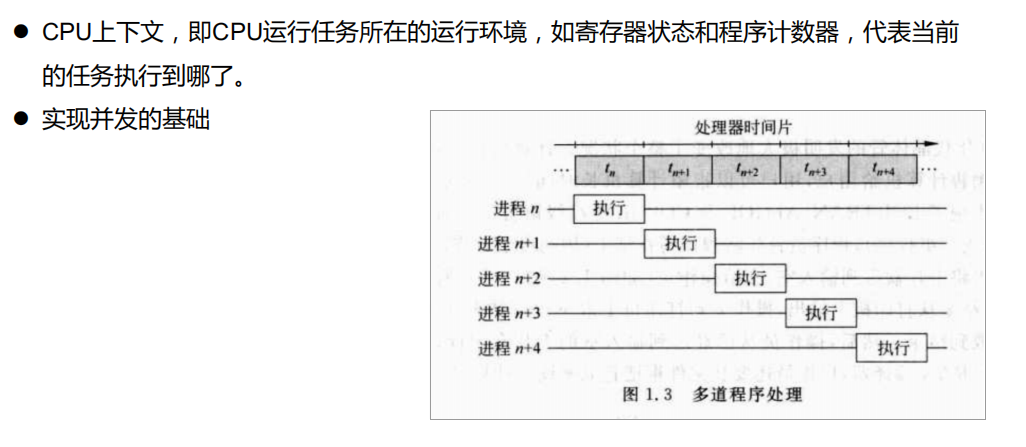 ● CPU上下文，即CPU运行任务所在的运行环境，如寄存器状态和程序计数器，代表当前
的任务执行到哪了。
● 实现并发的基础
处理器时间片
… tn tn+1 tn+2 tn+3 tn+4 …
进程 n 执行
进程 n+1 执行
进程 n+2 执行
进程 n+3 执行
进程 n+4 执行
图 1.3 多道程序处理